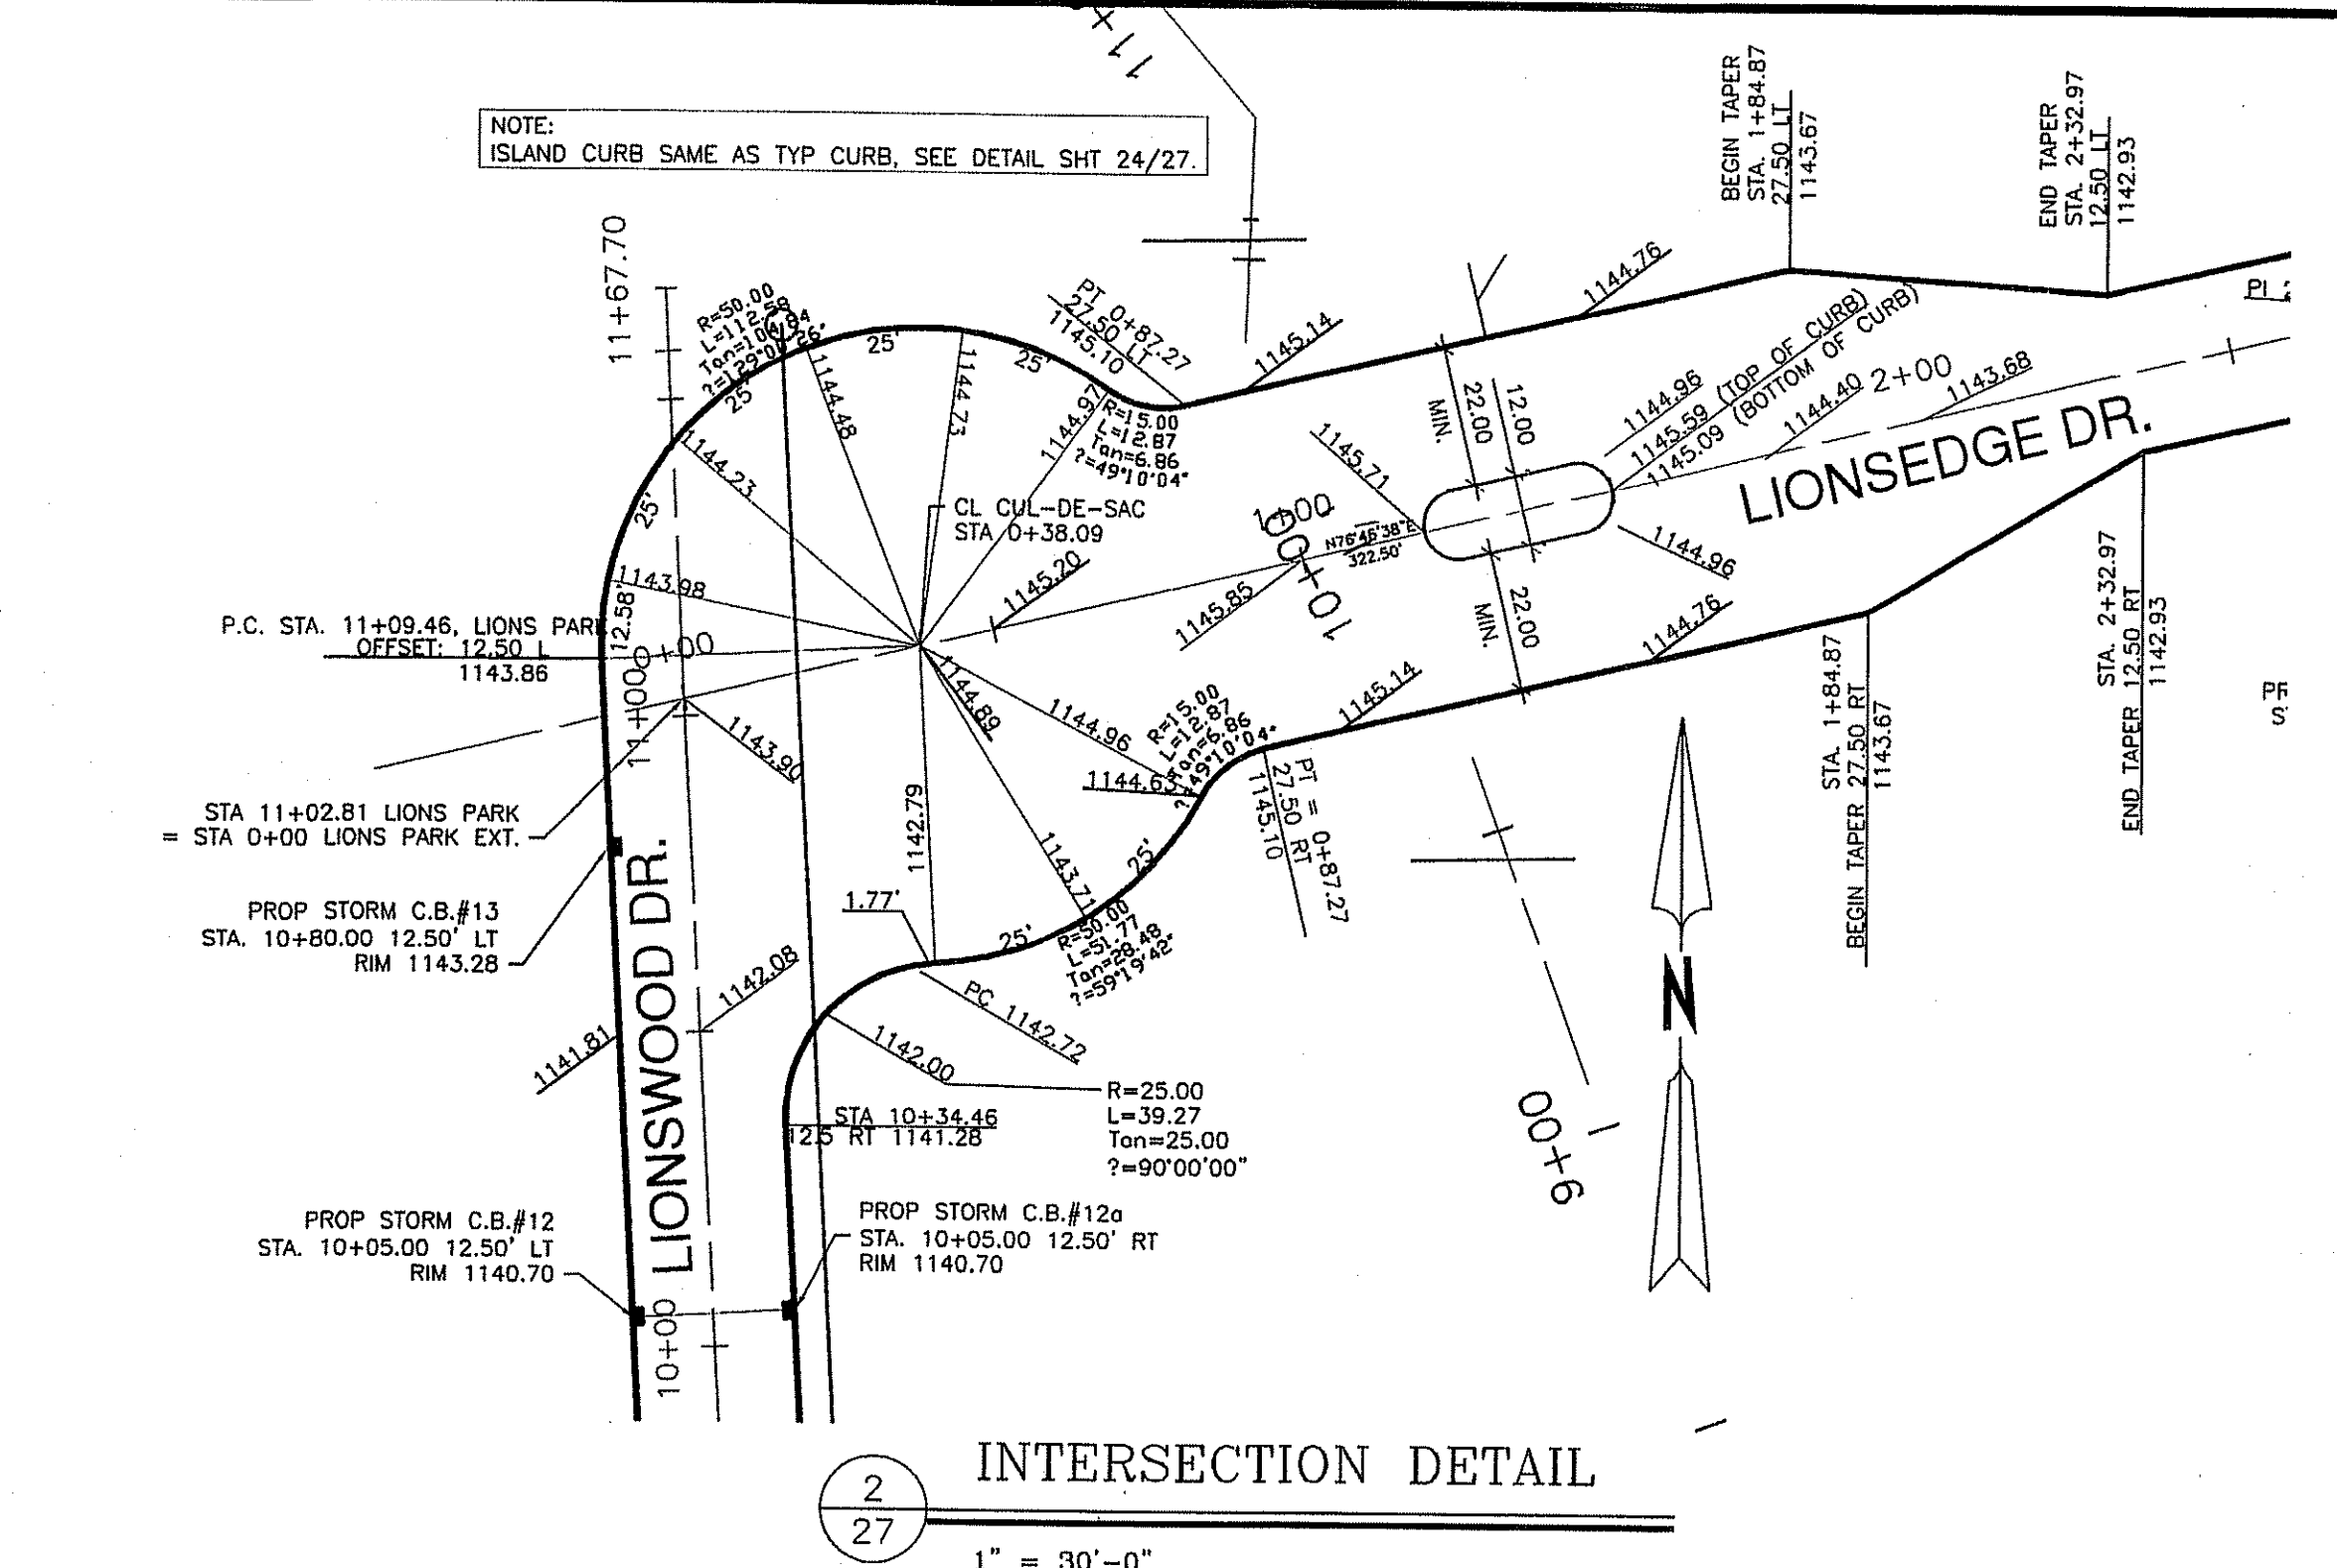 11+
NOTE:
ISLAND CURB SAME AS TYP CURB, SEE DETAIL SHT 24/27.
BEGIN TAPER
STA. 1+84.87
27.50 LT
1143.67
END TAPER
STA. 2+32.97
12.50 LT
1142.93
11+67.70
R=50.00
L=112.58
Tan=104.84
25'
25'
25'
25'
12.58'
PT 0+87.27
27.50 LT
1145.10
1145.14
1144.76
PI
1144.48
1144.73
1144.97
1144.23
1143.98
R=15.00
L=12.87
Tan=6.86
?=49°10'04"
22.00
MIN.
12.00
1144.96
1145.59 (TOP OF CURB)
1145.09 (BOTTOM OF CURB)
1144.40
2+00
1143.68
LIONSEDGE DR.
1145.71
CL CUL-DE-SAC
STA 0+38.09
1+00
10+00
N76°46'38"E
322.50'
1145.20
1145.85
1144.96
22.00
MIN.
1144.76
P.C. STA. 11+09.46, LIONS PARK
OFFSET: 12.50 L
1143.86
0+00
11+00
1143.90
1144.89
1144.96
1144.63
R=15.00
L=12.87
Tan=6.86
?=49°10'04"
1145.14
PT = 0+87.27
27.50 RT
1145.10
STA. 1+84.87
BEGIN TAPER 27.50 RT
1143.67
STA. 2+32.97
END TAPER 12.50 RT
1142.93
STA 11+02.81 LIONS PARK
= STA 0+00 LIONS PARK EXT.
PROP STORM C.B.#13
STA. 10+80.00 12.50' LT
RIM 1143.28
LIONSWOOD DR.
1142.79
1143.71
25'
25'
1.77'
R=50.00
L=51.77
Tan=28.48
?=59°19'42"
1142.08
1141.81
PC 1142.72
1142.00
R=25.00
L=39.27
Tan=25.00
?=90°00'00"
STA 10+34.46
12.5 RT 1141.28
N
9+00
PROP STORM C.B.#12
STA. 10+05.00 12.50' LT
RIM 1140.70
PROP STORM C.B.#12a
STA. 10+05.00 12.50' RT
RIM 1140.70
10+00
2
27
INTERSECTION DETAIL
1" = 30'-0"